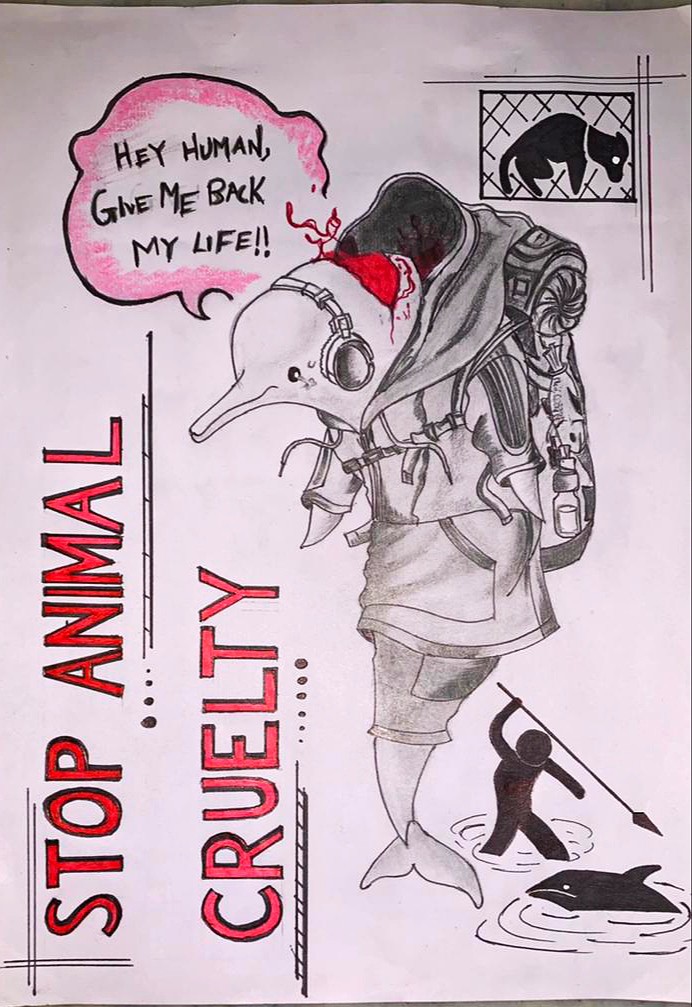 HEY HUMAN,
GIVE ME BACK
MY LIFE!!
STOP ANIMAL
CRUELTY